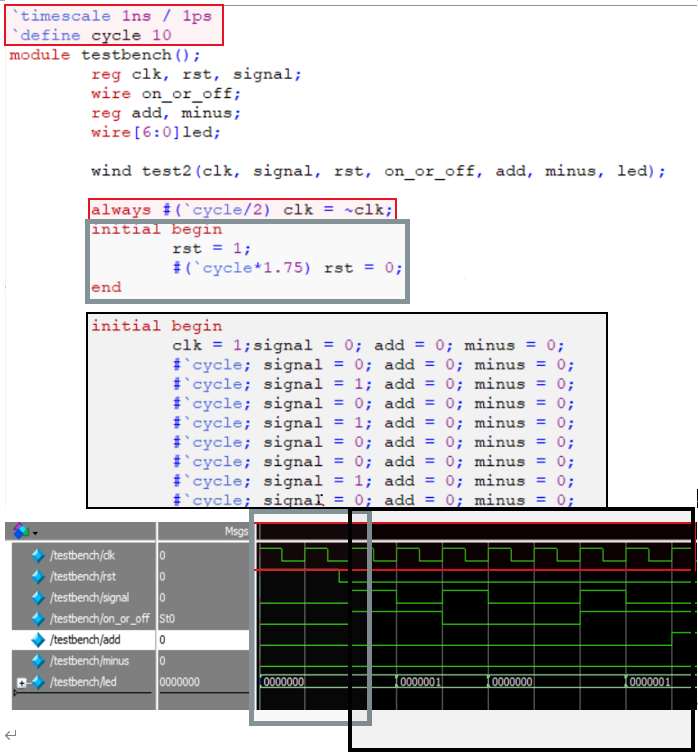 `timescale 1ns / 1ps
`define cycle 10
module testbench();
reg clk, rst, signal;
wire on_or_off;
reg add, minus;
wire[6:0]led;
wind test2(clk, signal, rst, on_or_off, add, minus, led);
always #(`cycle/2) clk = ~clk;
initial begin
rst = 1;
#(`cycle*1.75) rst = 0;
end
initial begin
clk = 1;signal = 0; add = 0; minus = 0;
#`cycle; signal = 0; add = 0; minus = 0;
#`cycle; signal = 1; add = 0; minus = 0;
#`cycle; signal = 0; add = 0; minus = 0;
#`cycle; signal = 1; add = 0; minus = 0;
#`cycle; signal = 0; add = 0; minus = 0;
#`cycle; signal = 0; add = 0; minus = 0;
#`cycle; signal = 1; add = 0; minus = 0;
#`cycle; signal = 0; add = 0; minus = 0;
Msgs
/testbench/clk 0
/testbench/rst 0
/testbench/signal 0
/testbench/on_or_off St0
/testbench/add 0
/testbench/minus 0
/testbench/led 0000000 0000000 0000001 0000000 0000001